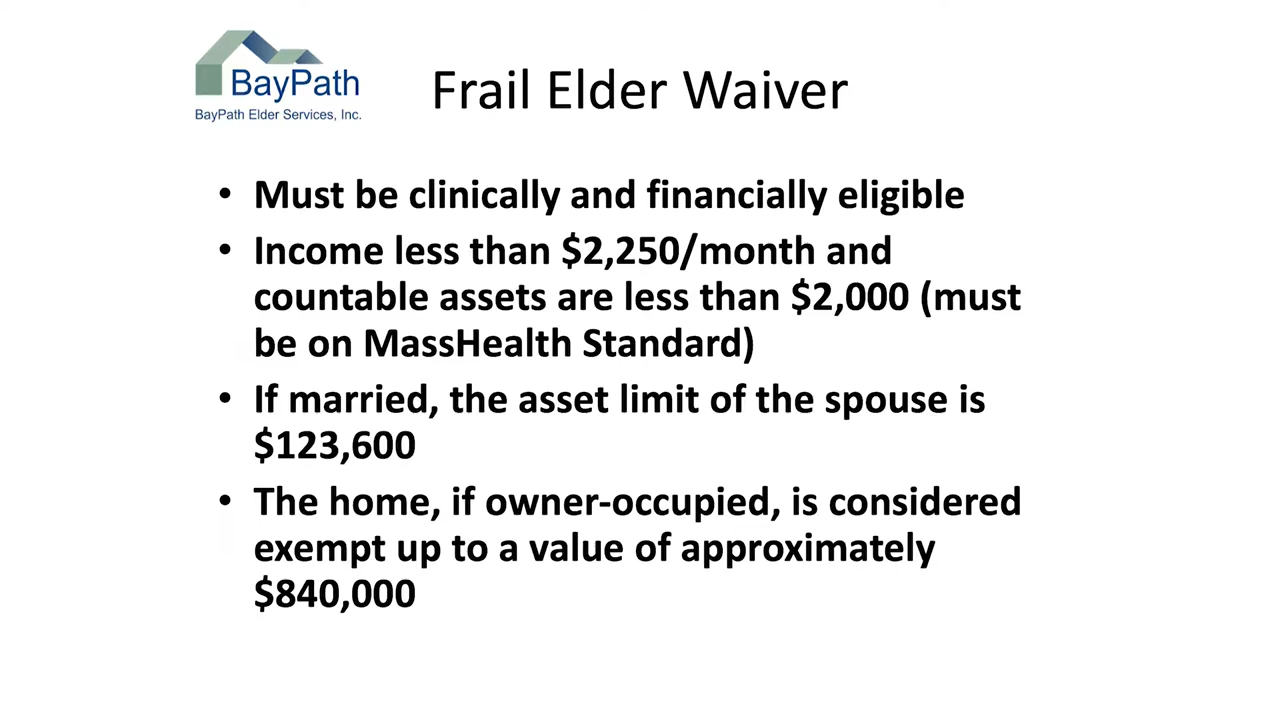 BayPath
BayPath Elder Services, Inc.
Frail Elder Waiver
• Must be clinically and financially eligible
• Income less than $2,250/month and
countable assets are less than $2,000 (must
be on MassHealth Standard)
• If married, the asset limit of the spouse is
$123,600
• The home, if owner-occupied, is considered
exempt up to a value of approximately
$840,000